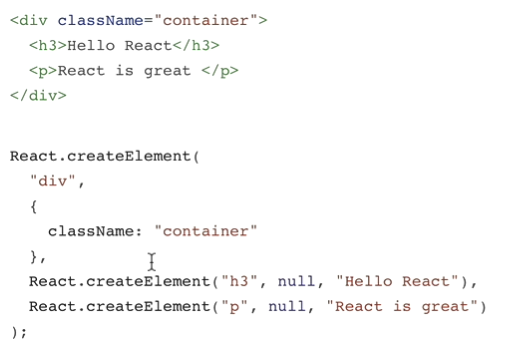 <div className="container">
  <h3>Hello React</h3>
  <p>React is great </p>
</div>
React.createElement(
  "div",
  {
    className: "container"
  },
  React.createElement("h3", null, "Hello React"),
  React.createElement("p", null, "React is great")
);